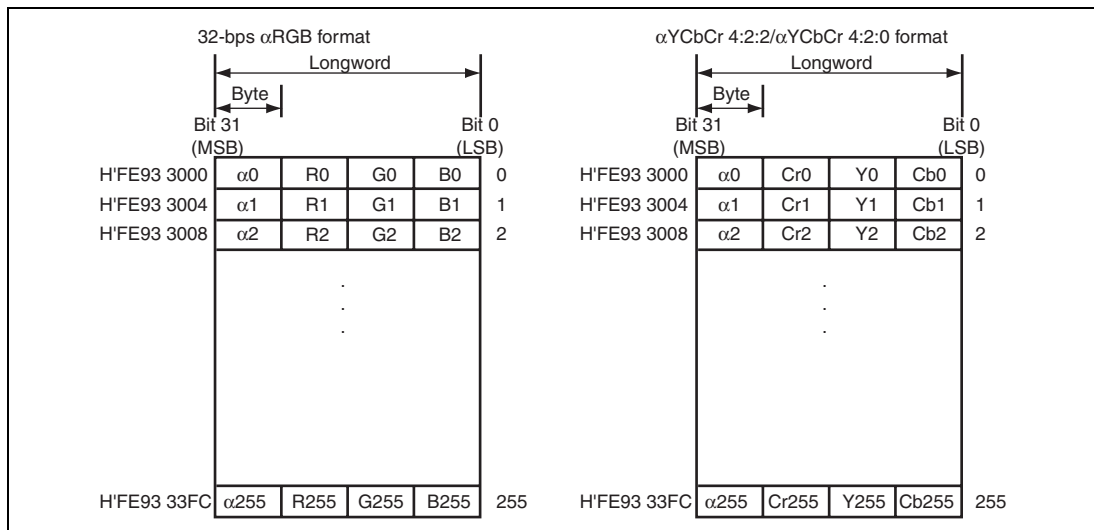 32-bps αRGB format
Longword
Byte
Bit 31
(MSB)
Bit 0
(LSB)
H'FE93 3000 α0 R0 G0 B0 0
H'FE93 3004 α1 R1 G1 B1 1
H'FE93 3008 α2 R2 G2 B2 2
.
.
.
H'FE93 33FC α255 R255 G255 B255 255
αYCbCr 4:2:2/αYCbCr 4:2:0 format
Longword
Byte
Bit 31
(MSB)
Bit 0
(LSB)
H'FE93 3000 α0 Cr0 Y0 Cb0 0
H'FE93 3004 α1 Cr1 Y1 Cb1 1
H'FE93 3008 α2 Cr2 Y2 Cb2 2
.
.
.
H'FE93 33FC α255 Cr255 Y255 Cb255 255